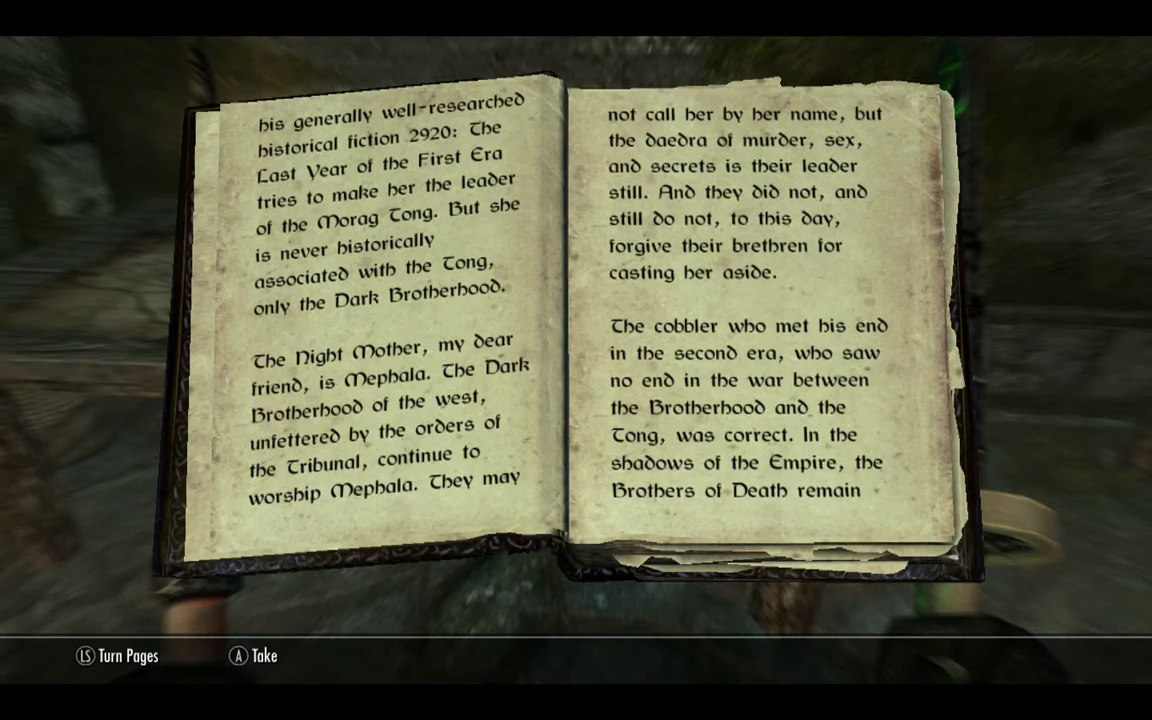 his generally well-researched
historical fiction 2920: The
Last Year of the First Era
tries to make her the leader
of the Morag Tong. But she
is never historically
associated with the Tong,
only the Dark Brotherhood.
The Night Mother, my dear
friend, is Mephala. The Dark
Brotherhood of the west,
unfettered by the orders of
the Tribunal, continue to
worship Mephala. They may
not call her by her name, but
the daedra of murder, sex,
and secrets is their leader
still. And they did not, and
still do not, to this day,
forgive their brethren for
casting her aside.
The cobbler who met his end
in the second era, who saw
no end in the war between
the Brotherhood and the
Tong, was correct. In the
shadows of the Empire, the
Brothers of Death remain
LS Turn Pages
A Take